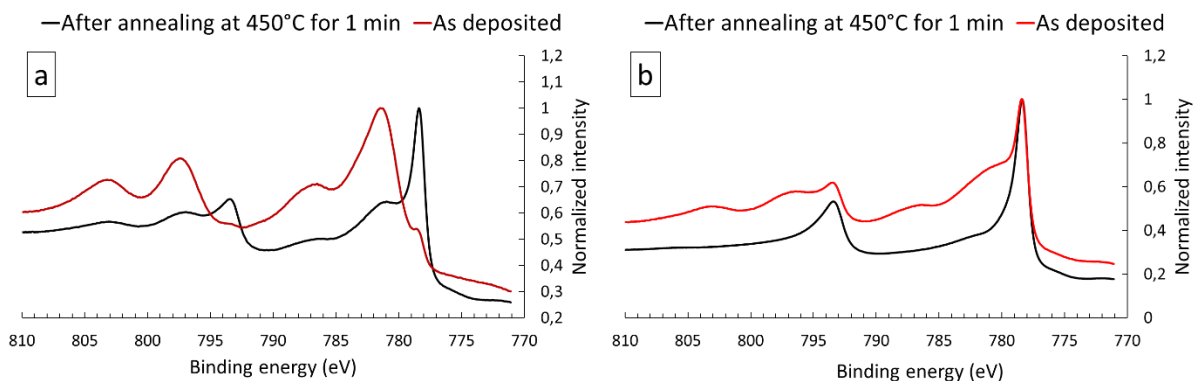 After annealing at 450°C for 1 min As deposited
a
1,2
1,1
1
0,9
0,8
0,7
0,6
0,5
0,4
0,3
0,2
Normalized intensity
810 805 800 795 790 785 780 775 770
Binding energy (eV)
After annealing at 450°C for 1 min As deposited
b
1,2
1
0,8
0,6
0,4
0,2
0
Normalized intensity
810 805 800 795 790 785 780 775 770
Binding energy (eV)